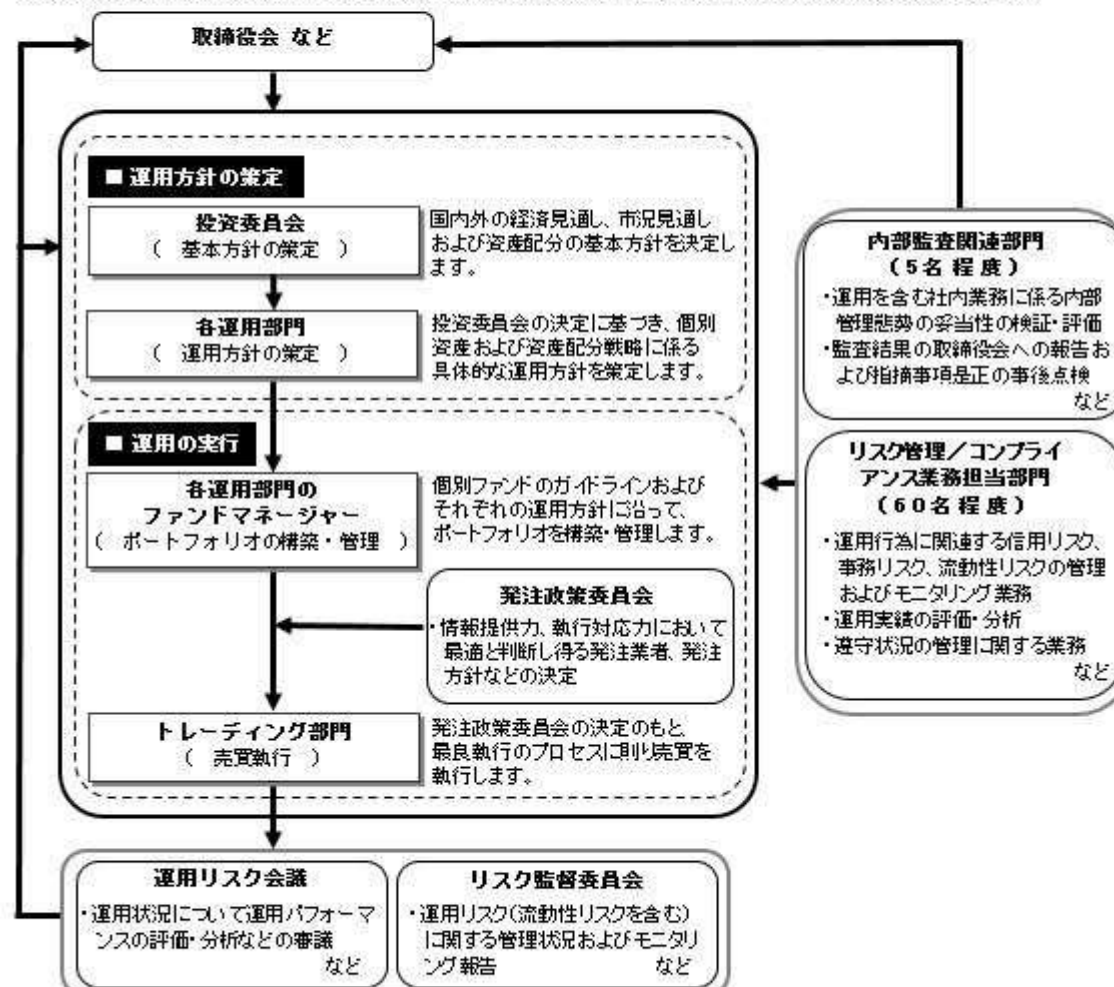 取締役会 など
■ 運用方針の策定
投資委員会
( 基本方針の策定 )
国内外の経済見通し、市況見通し
および資産配分の基本方針を決定し
ます。
各運用部門
( 運用方針の策定 )
投資委員会の決定に基づき、個別
資産および資産配分戦略に係る
具体的な運用方針を策定します。
■ 運用の実行
各運用部門の
ファンドマネージャー
( ポートフォリオの構築・管理 )
個別ファンドのガイドラインおよび
それぞれの運用方針に沿って、
ポートフォリオを構築・管理します。
発注政策委員会
・情報提供力、執行対応力において
最適と判断し得る発注業者、発注
方針などの決定
トレーディング部門
( 売買執行 )
発注政策委員会の決定のもと
最良執行のプロセスに則り売買を
執行します。
内部監査関連部門
(5名程度)
・運用を含む社内業務に係る内部
管理態勢の妥当性の検証・評価
・監査結果の取締役会への報告お
よび指摘事項是正の事後点検
など
リスク管理/コンプライ
アンス業務担当部門
(60名程度)
・運用行為に関連する信用リスク、
事務リスク、流動性リスクの管理
およびモニタリング業務
・運用実績の評価・分析
・遵守状況の管理に関する業務
など
運用リスク会議
・運用状況について運用パフォーマ
ンスの評価・分析などの審議
など
リスク監督委員会
・運用リスク(流動性リスクを含む)
に関する管理状況およびモニタリ
ング報告 など